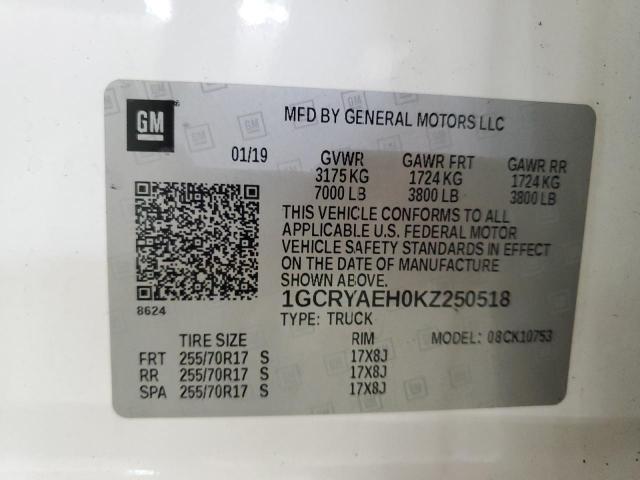 GM
MFD BY GENERAL MOTORS LLC
01/19 GVWR GAWR FRT GAWR RR
3175 KG 1724 KG 1724 KG
7000 LB 3800 LB 3800 LB
THIS VEHICLE CONFORMS TO ALL
APPLICABLE U.S. FEDERAL MOTOR
VEHICLE SAFETY STANDARDS IN EFFECT
ON THE DATE OF MANUFACTURE
SHOWN ABOVE.
8624
1GCRYAEH0KZ250518
TYPE: TRUCK
MODEL: 08CK10753
TIRE SIZE RIM
FRT 255/70R17 S 17X8J
RR 255/70R17 S 17X8J
SPA 255/70R17 S 17X8J